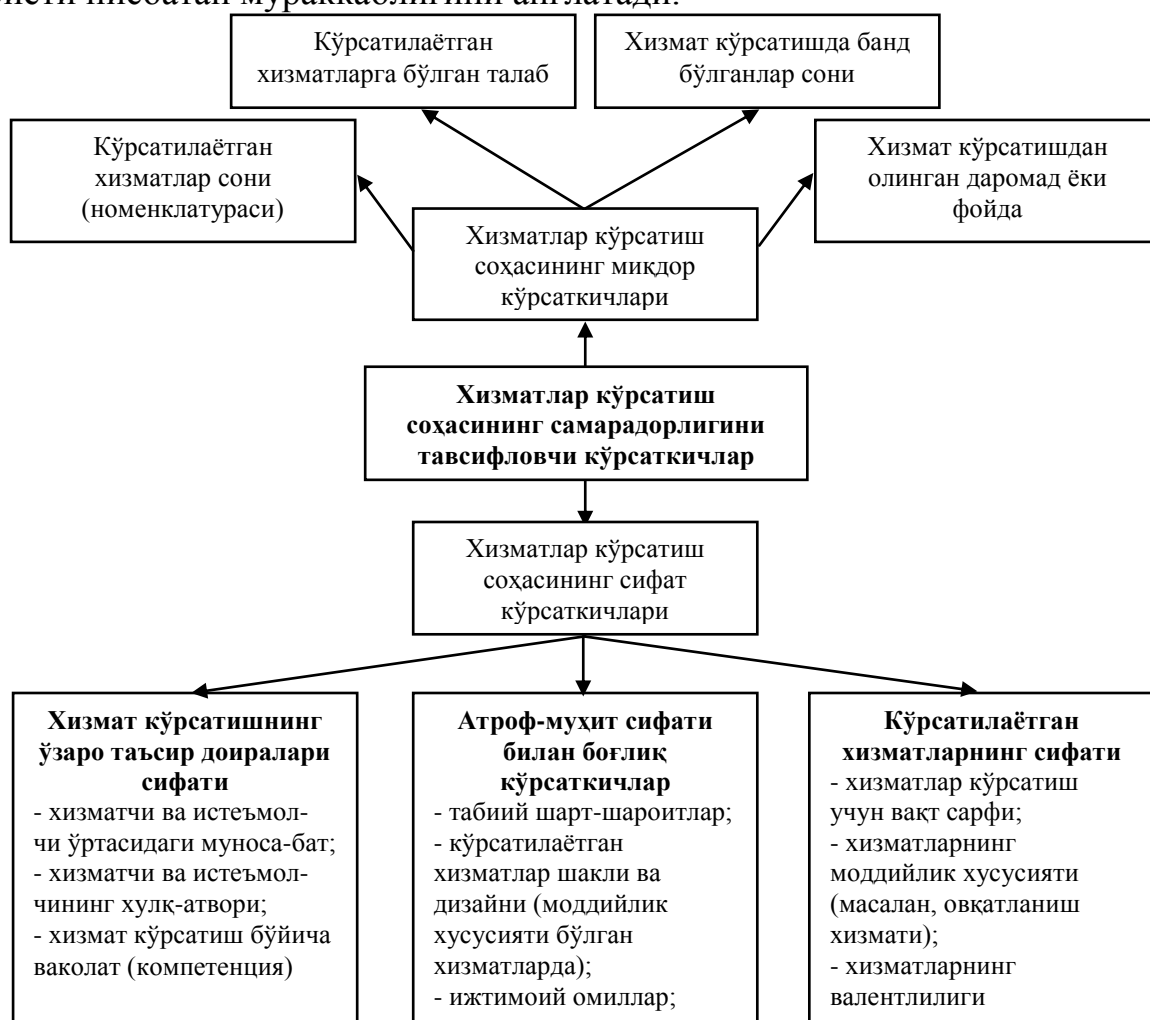 нисбатан мураккаблигини англатади.
Кўрсатилаётган
хизматларга бўлган талаб
Хизмат кўрсатишда банд
бўлганлар сони
Кўрсатилаётган
хизматлар сони
(номенклатураси)
Хизмат кўрсатишдан
олинган даромад ёки
фойда
Хизматлар кўрсатиш
соҳасининг миқдор
кўрсаткичлари
Хизматлар кўрсатиш
соҳасининг самарадорлигини
тавсифловчи кўрсаткичлар
Хизматлар кўрсатиш
соҳасининг сифат
кўрсаткичлари
Хизмат кўрсатишнинг
ўзаро таъсир доиралари
сифати
- хизматчи ва истеъмол-
чи ўртасидаги муноса-бат;
- хизматчи ва истеъмол-
чининг хулқ-атвори;
- хизмат кўрсатиш бўйича
ваколат (компетенция)
Атроф-муҳит сифати
билан боғлиқ
кўрсаткичлар
- табиий шарт-шароитлар;
- кўрсатилаётган
хизматлар шакли ва
дизайни (моддийлик
хусусияти бўлган
хизматларда);
- ижтимоий омиллар;
Кўрсатилаётган
хизматларнинг сифати
- хизматлар кўрсатиш
учун вақт сарфи;
- хизматларнинг
моддийлик хусусияти
(масалан, овқатланиш
хизмати);
- хизматларнинг
валентлилиги